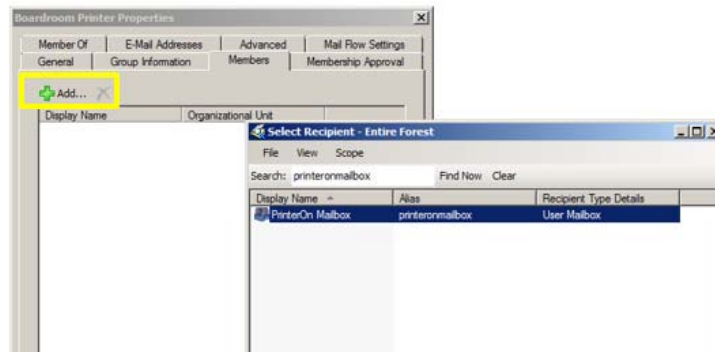 Boardroom Printer Properties
Member Of E-Mail Addresses Advanced Mail Flow Settings
General Group Information Members Membership Approval
Add...
Display Name Organizational Unit
Select Recipient - Entire Forest
File View Scope
Search: printeronmailbox Find Now Clear
Display Name Alias Recipient Type Details
PrinterOn Mailbox printeronmailbox User Mailbox